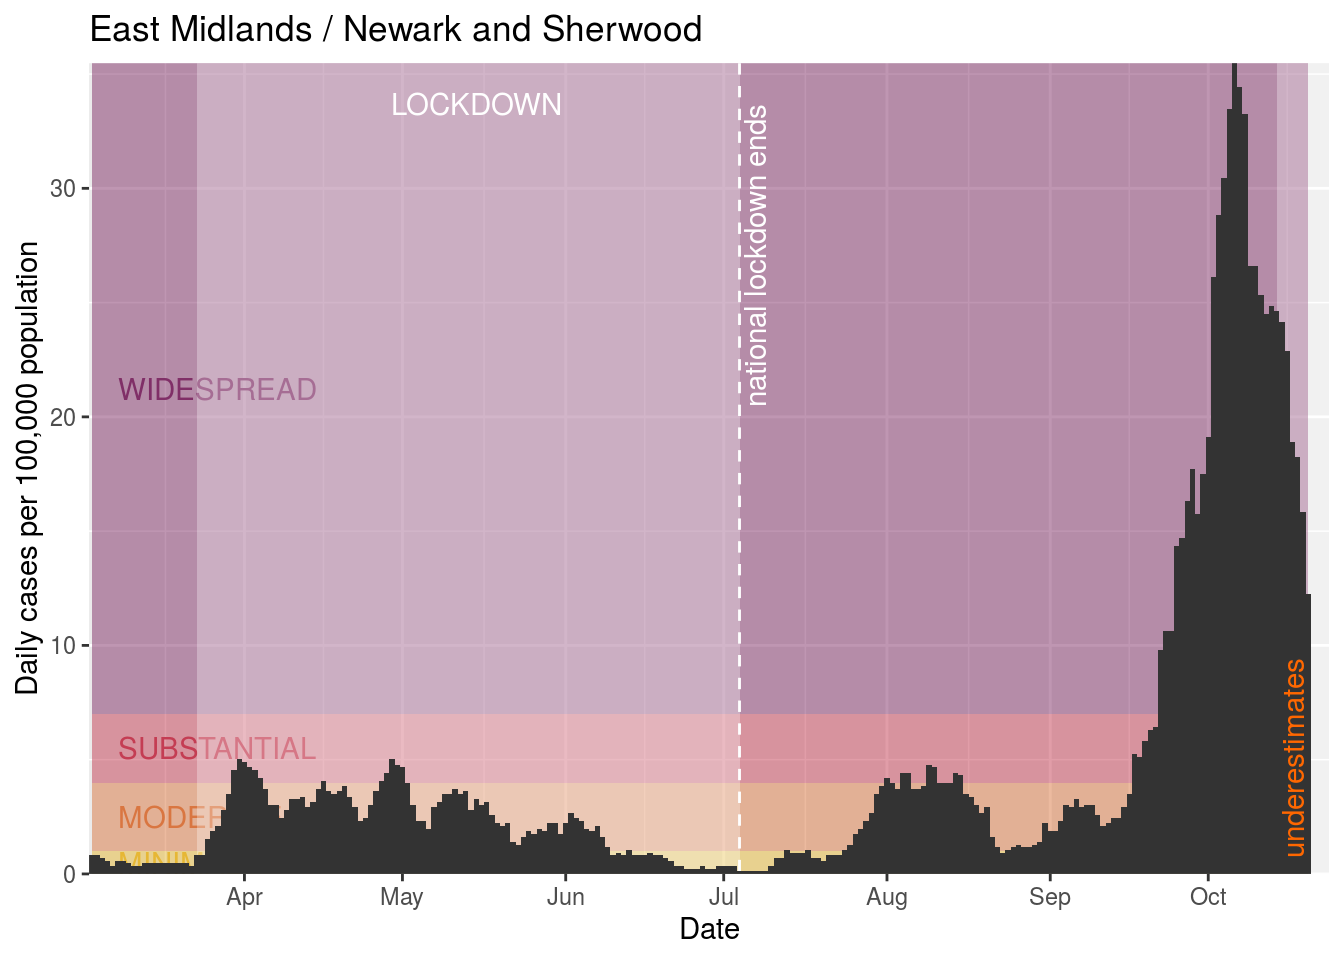 East Midlands / Newark and Sherwood
LOCKDOWN
national lockdown ends
WIDESPREAD
SUBSTANTIAL
underestimates
Daily cases per 100,000 population
30
20
10
0
Apr
May
Jun
Jul
Aug
Sep
Oct
Date